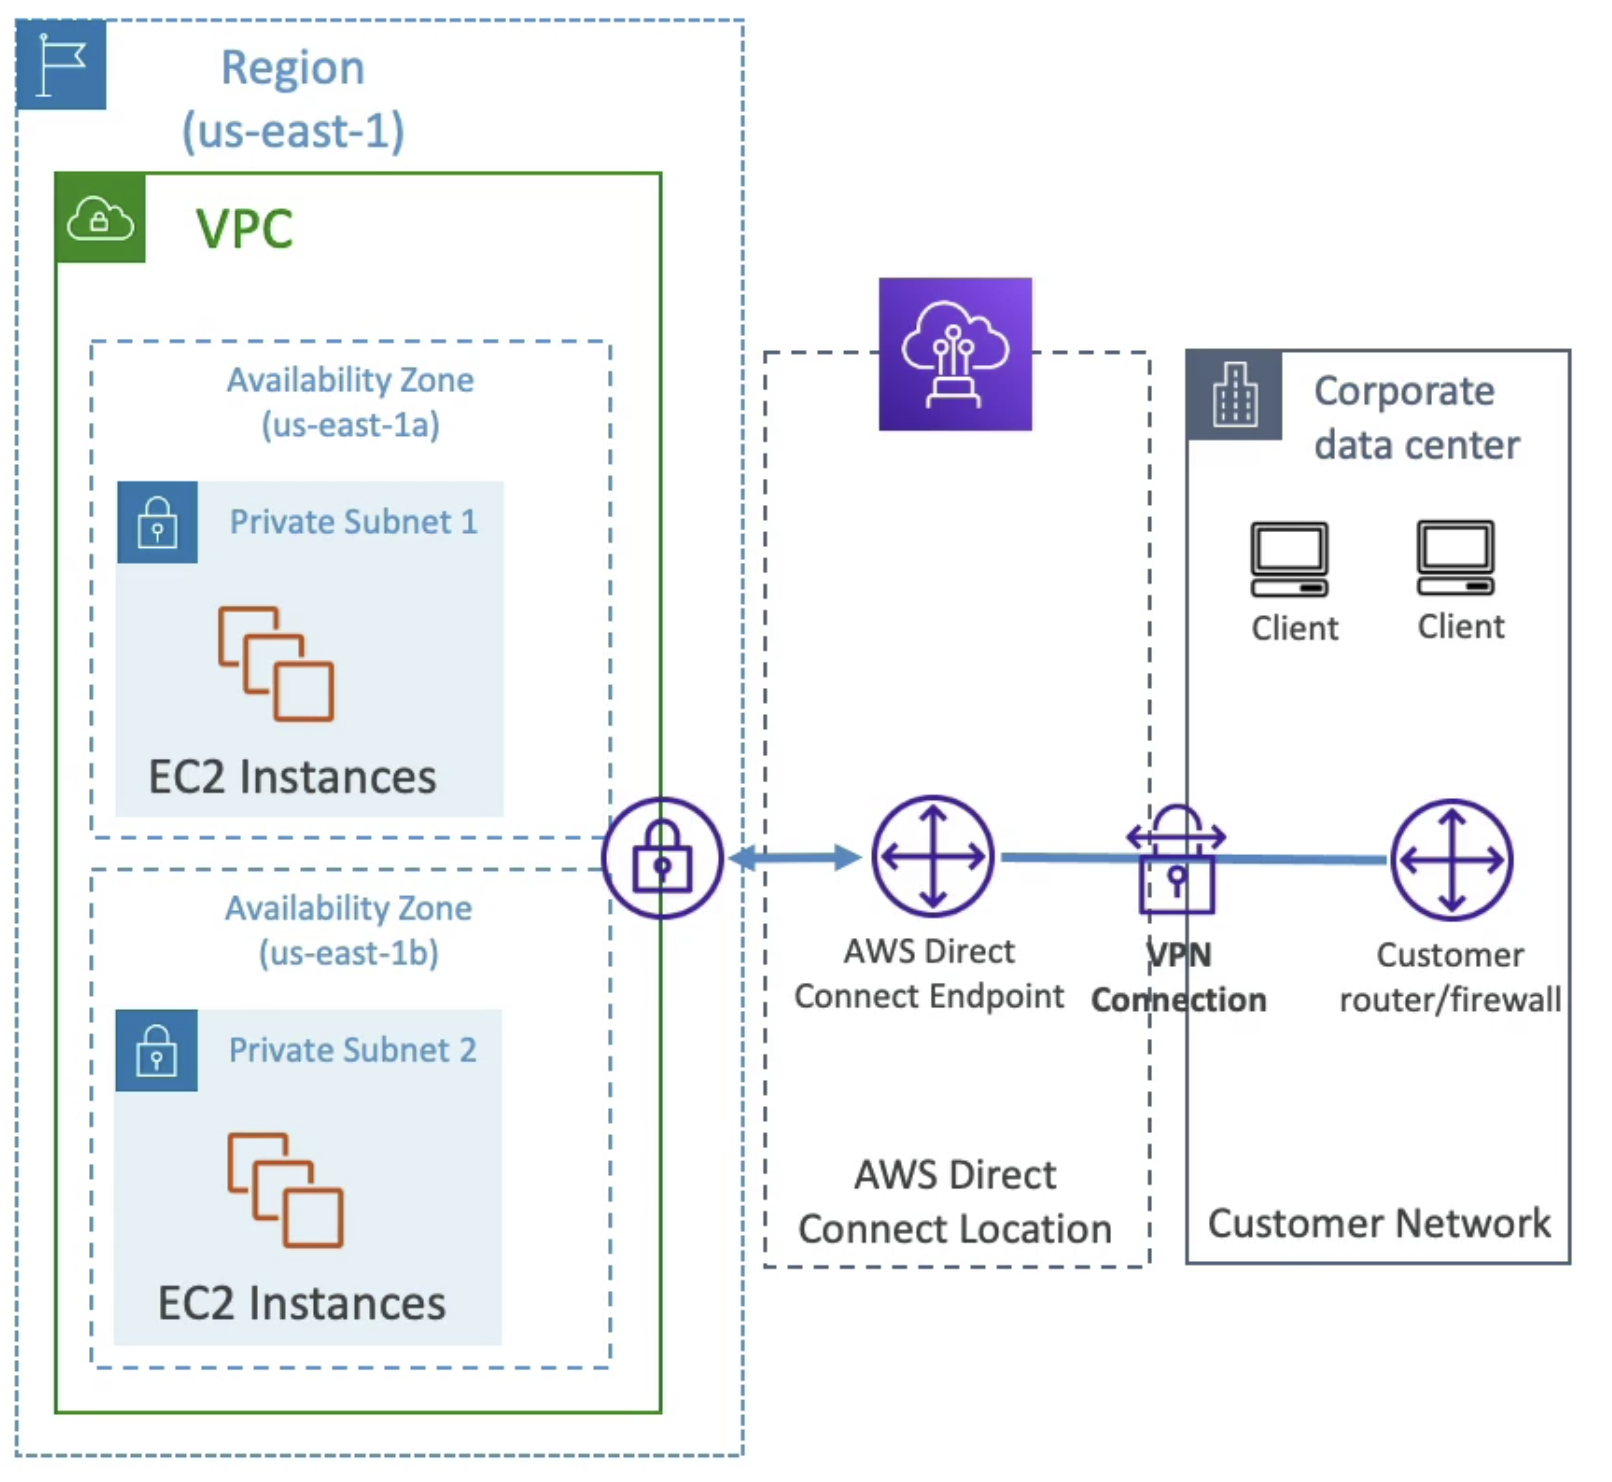 Region
(us-east-1)
VPC
Availability Zone
(us-east-1a)
Private Subnet 1
EC2 Instances
Availability Zone
(us-east-1b)
Private Subnet 2
EC2 Instances
AWS Direct
Connect Endpoint
VPN
Connection
AWS Direct
Connect Location
Corporate
data center
Client
Client
Customer
router/firewall
Customer Network